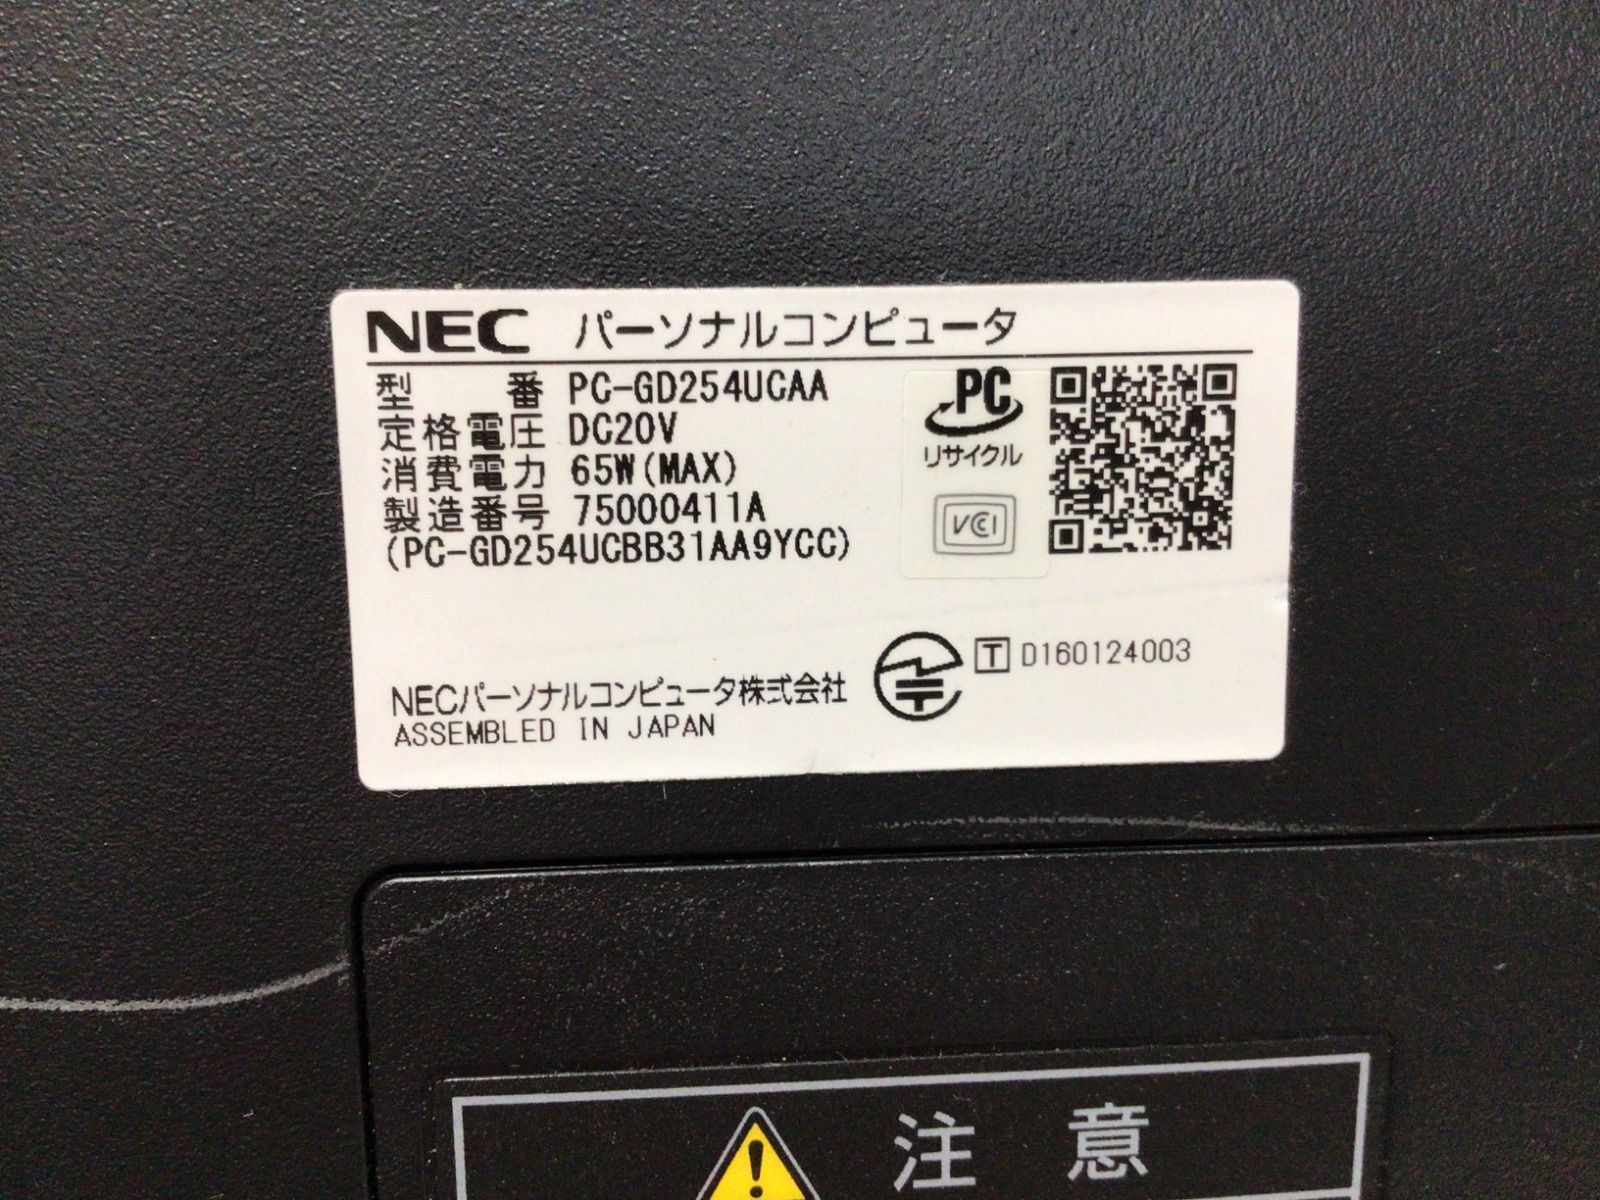 NEC パーソナルコンピュータ
型 番 PC-GD254UCAA
定格電圧 DC20V
消費電力 65W(MAX)
製造番号 75000411A
(PC-GD254UCBB31AA9YCC)
PC
リサイクル
VCCI
T D160124003
NECパーソナルコンピュータ株式会社
ASSEMBLED IN JAPAN
注 意